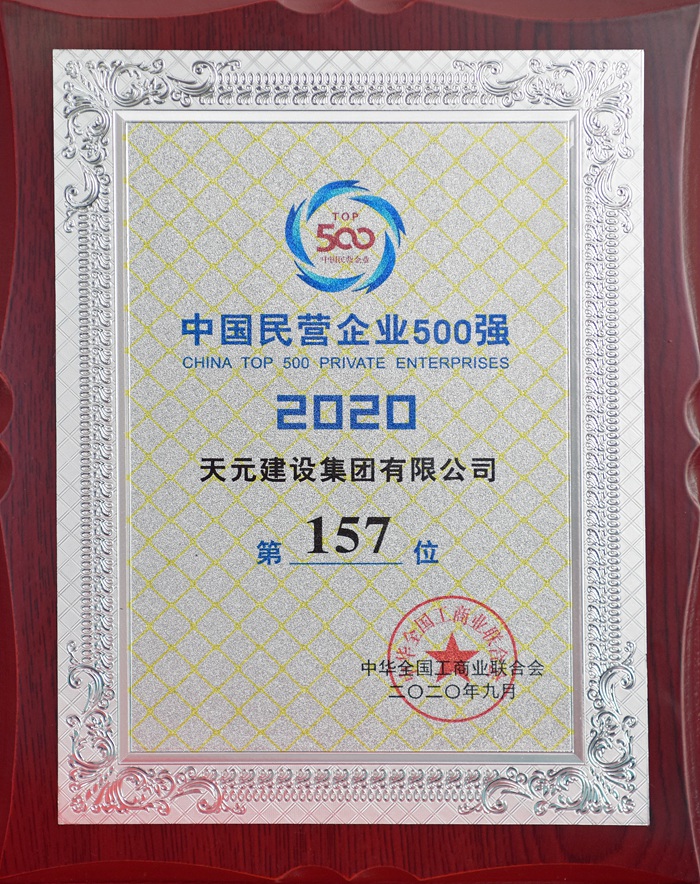 TOP
500
中国民营企业
中国民营企业500强
CHINA TOP 500 PRIVATE ENTERPRISES
2020
天元建设集团有限公司
第 157 位
中华全国工商业联合会
中华全国工商业联合会
二〇二〇年九月